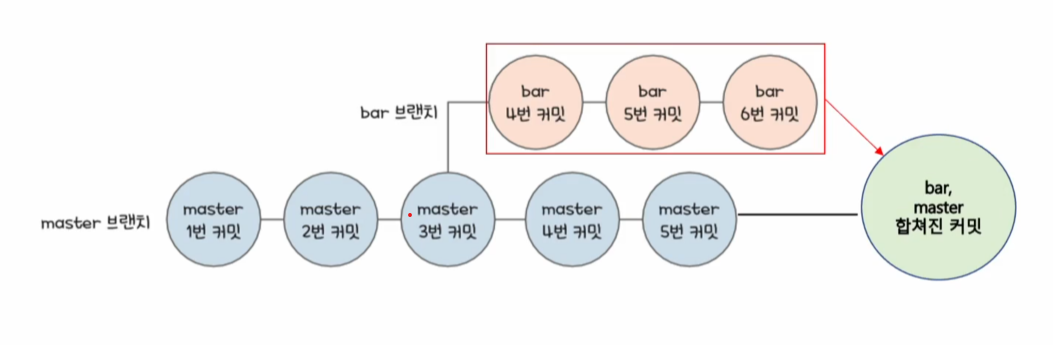 bar 브랜치
bar
4번 커밋
bar
5번 커밋
bar
6번 커밋
master 브랜치
master
1번 커밋
master
2번 커밋
master
3번 커밋
master
4번 커밋
master
5번 커밋
bar,
master
합쳐진 커밋